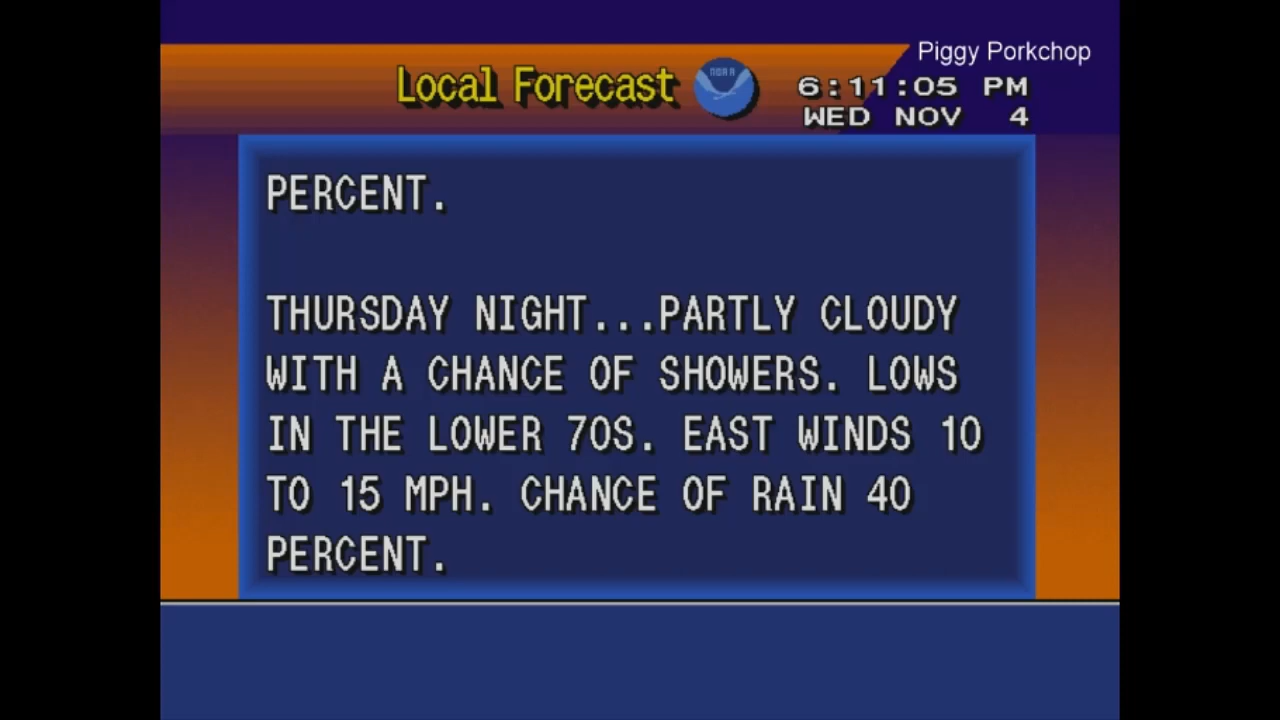 Piggy Porkchop
Local Forecast
NOAA
6:11:05 PM
WED NOV 4
PERCENT.
THURSDAY NIGHT...PARTLY CLOUDY
WITH A CHANCE OF SHOWERS. LOWS
IN THE LOWER 70S. EAST WINDS 10
TO 15 MPH. CHANCE OF RAIN 40
PERCENT.